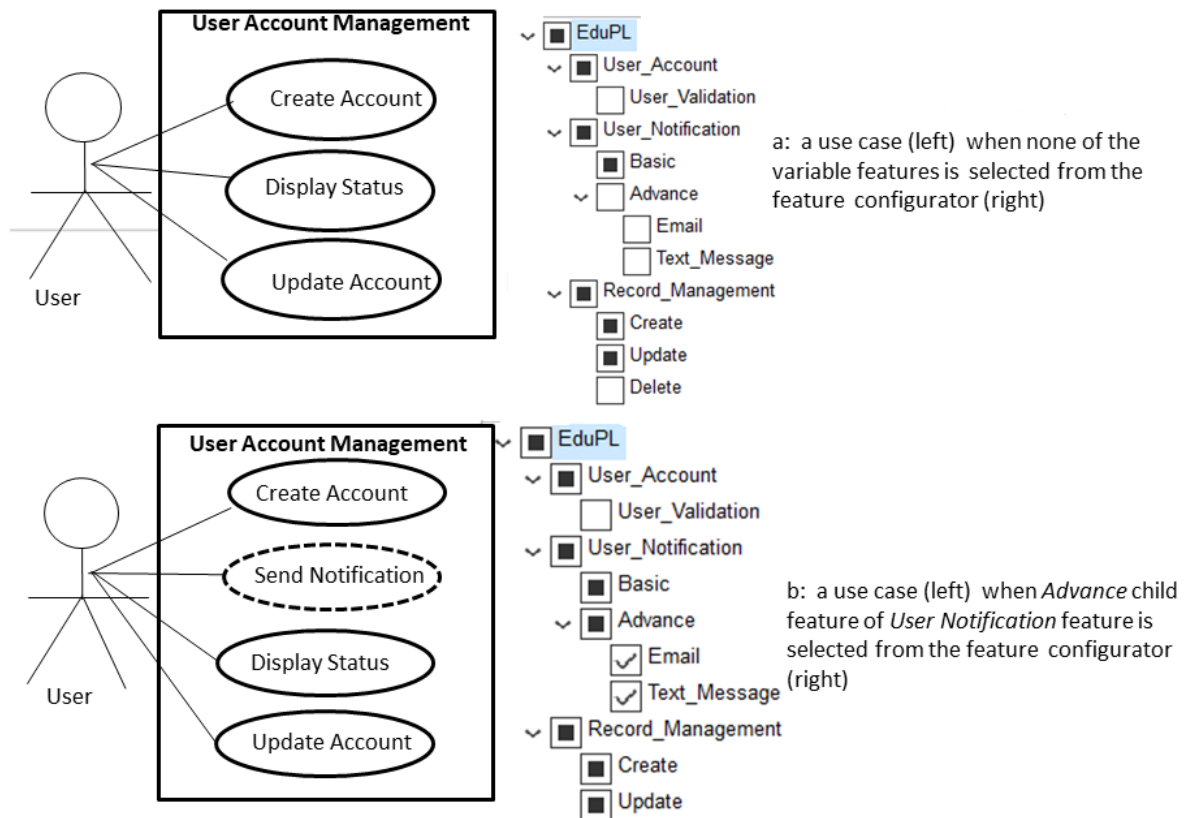 User Account Management
Create Account
Display Status
Update Account
User
EduPL
User_Account
User_Validation
User_Notification
Basic
Advance
Email
Text_Message
Record_Management
Create
Update
Delete
a: a use case (left) when none of the
variable features is selected from the
feature configurator (right)
User Account Management
Create Account
Send Notification
Display Status
Update Account
User
EduPL
User_Account
User_Validation
User_Notification
Basic
Advance
Email
Text_Message
Record_Management
Create
Update
b: a use case (left) when Advance child
feature of User Notification feature is
selected from the feature configurator
(right)